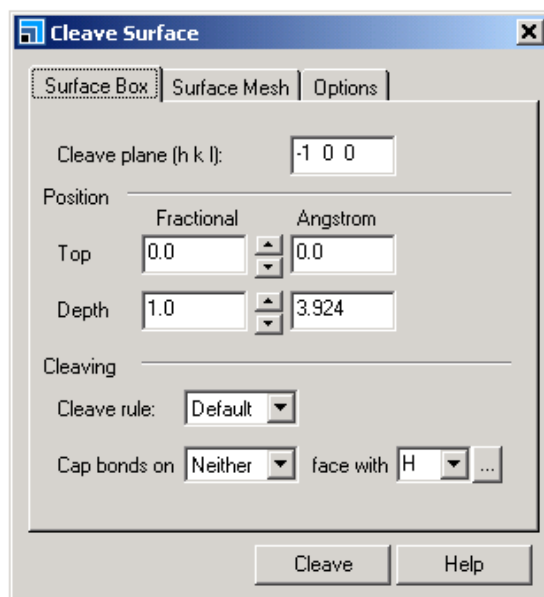 Cleave Surface
Surface Box Surface Mesh Options
Cleave plane (h k l): -1 0 0
Position
Fractional Angstrom
Top 0.0 0.0
Depth 1.0 3.924
Cleaving
Cleave rule: Default
Cap bonds on Neither face with H ...
Cleave Help